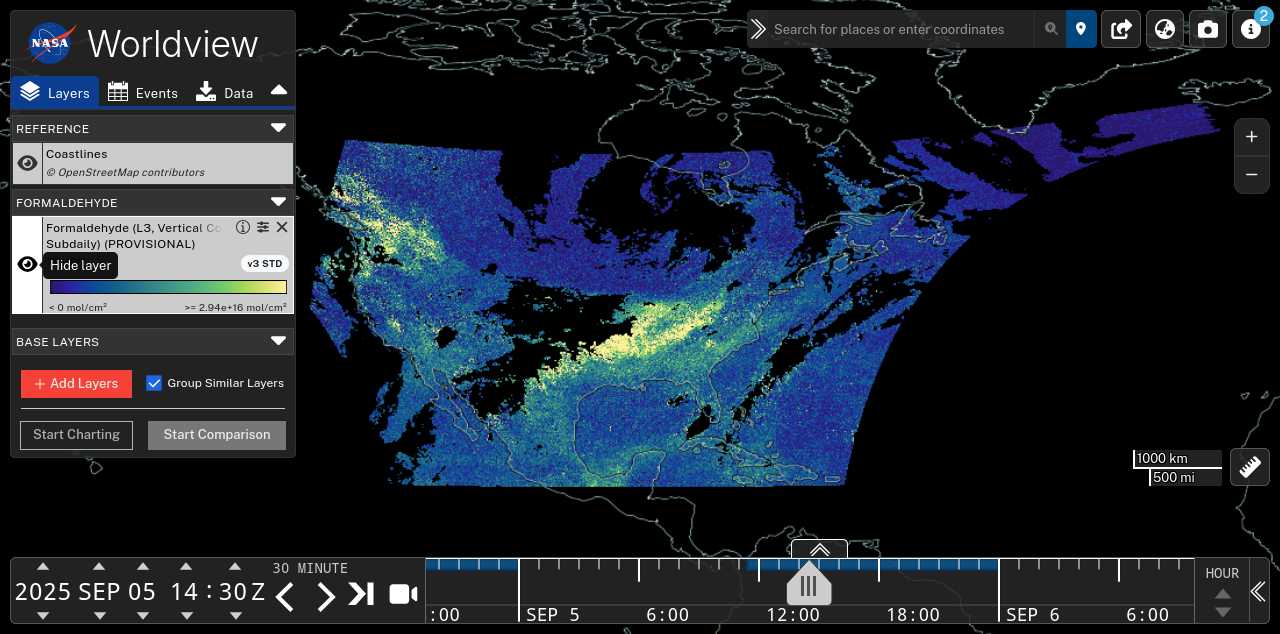 NASA Worldview
Layers Events Data
Search for places or enter coordinates
2
REFERENCE
Coastlines
© OpenStreetMap contributors
FORMALDEHYDE
Formaldehyde (L3, Vertical Co
Subdaily) (PROVISIONAL)
Hide layer
v3 STD
< 0 mol/cm² >= 2.94e+16 mol/cm²
BASE LAYERS
+ Add Layers Group Similar Layers
Start Charting Start Comparison
+
−
1000 km
500 mi
2025 SEP 05 14 : 30 Z
30 MINUTE
:00 SEP 5 6:00 12:00 18:00 SEP 6 6:00
HOUR